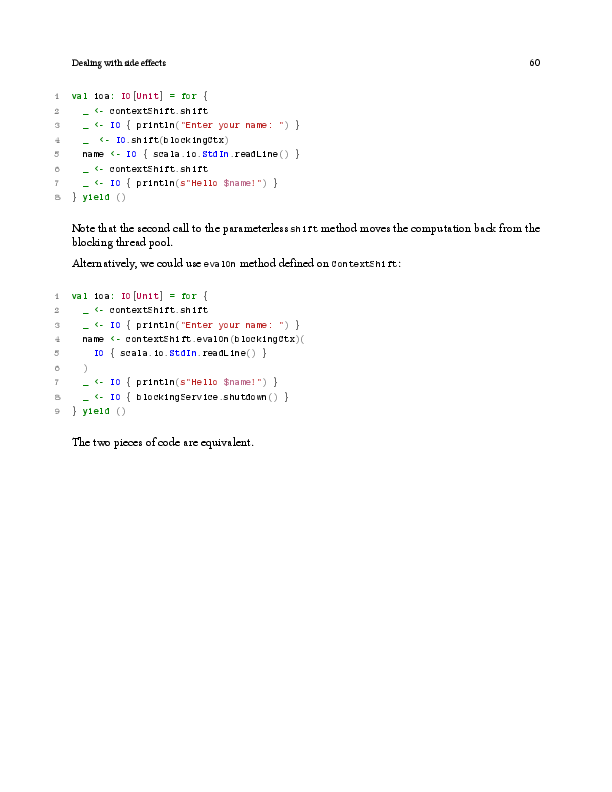 Dealing with side effects 60
1 val ioa: IO[Unit] = for {
2   _ <- contextShift.shift
3   _ <- IO { println("Enter your name: ") }
4   _  <- IO.shift(blockingCtx)
5   name <- IO { scala.io.StdIn.readLine() }
6   _ <- contextShift.shift
7   _ <- IO { println(s"Hello $name!") }
8 } yield ()
Note that the second call to the parameterless shift method moves the computation back from the
blocking thread pool.
Alternatively, we could use evalOn method defined on ContextShift:
1 val ioa: IO[Unit] = for {
2   _ <- contextShift.shift
3   _ <- IO { println("Enter your name: ") }
4   name <- contextShift.evalOn(blockingCtx)(
5     IO { scala.io.StdIn.readLine() }
6   )
7   _ <- IO { println(s"Hello $name!") }
8   _ <- IO { blockingService.shutdown() }
9 } yield ()
The two pieces of code are equivalent.